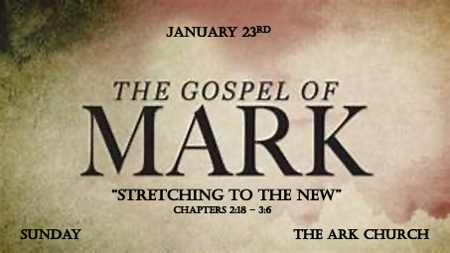 JANUARY 23RD
THE GOSPEL OF
MARK
"STRETCHING TO THE NEW"
CHAPTERS 2:18 – 3:6
SUNDAY
THE ARK CHURCH